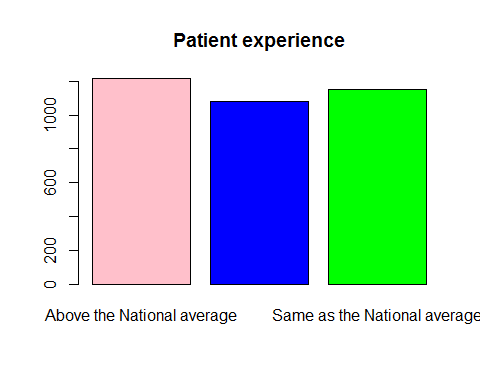 Patient experience
1000
600
200
0
Above the National average
Same as the National average